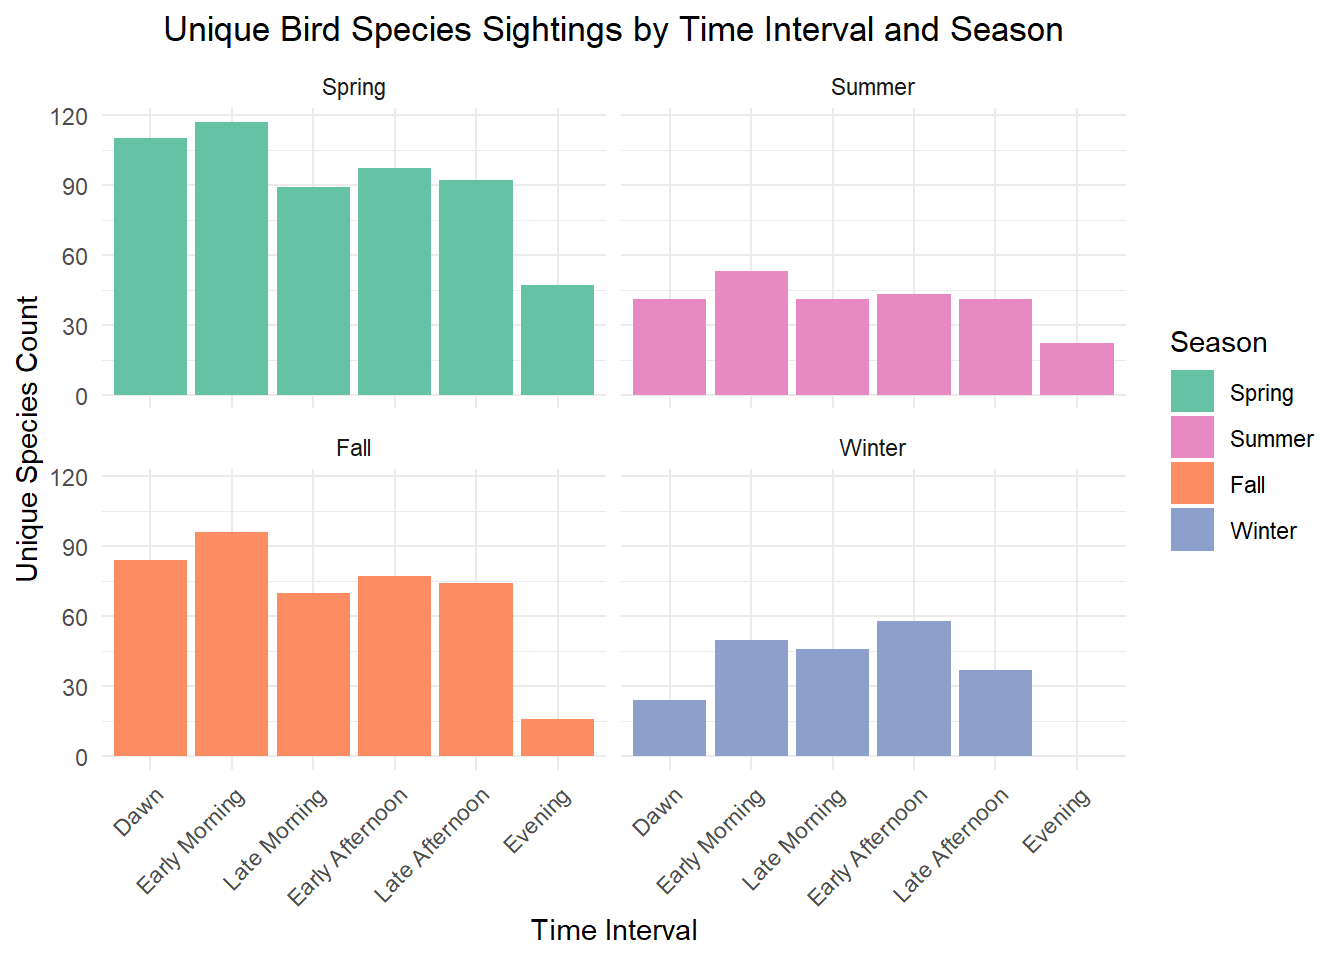 Unique Bird Species Sightings by Time Interval and Season
Spring
Summer
120
90
60
30
0
Fall
Winter
120
90
60
30
0
Unique Species Count
Dawn
Early Morning
Late Morning
Early Afternoon
Late Afternoon
Evening
Dawn
Early Morning
Late Morning
Early Afternoon
Late Afternoon
Evening
Time Interval
Season
Spring
Summer
Fall
Winter